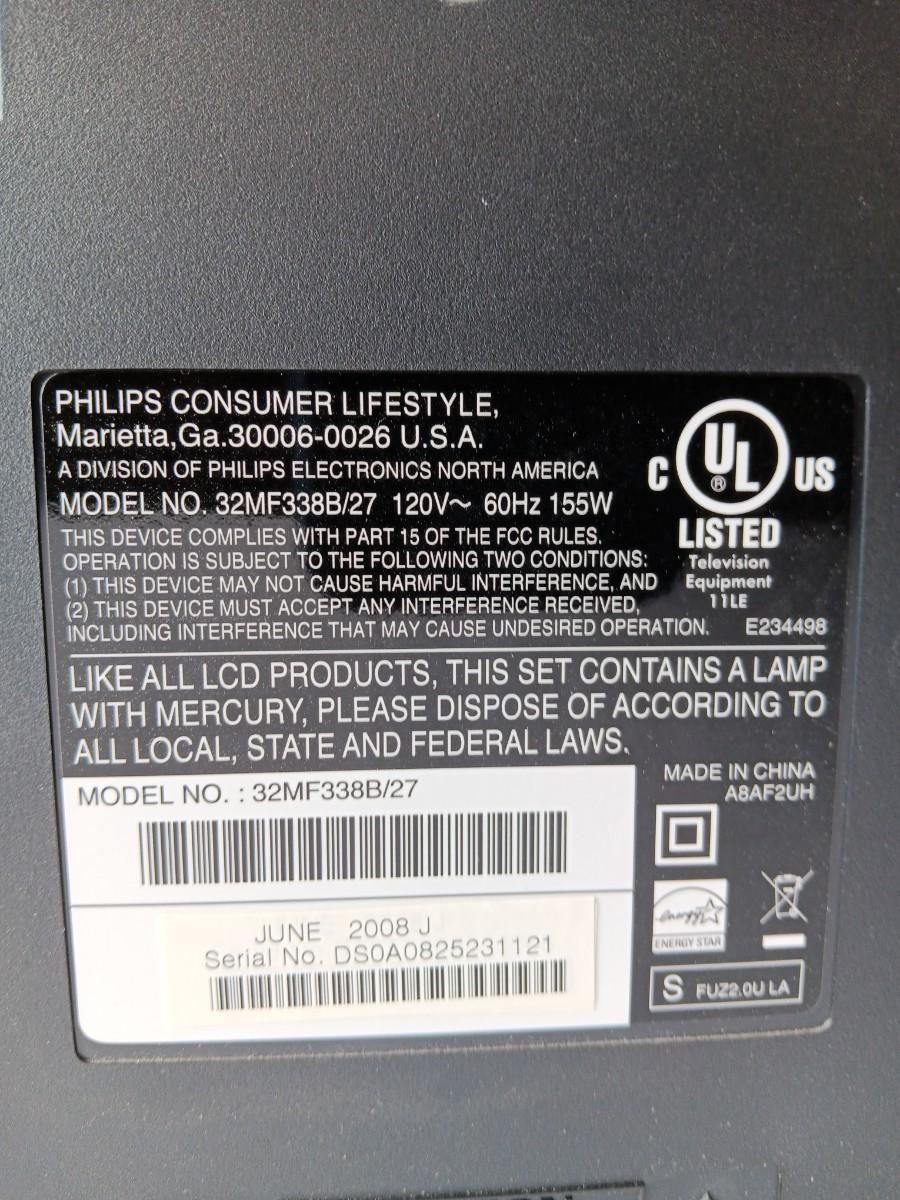 PHILIPS CONSUMER LIFESTYLE,
Marietta,Ga.30006-0026 U.S.A.
A DIVISION OF PHILIPS ELECTRONICS NORTH AMERICA
MODEL NO. 32MF338B/27 120V~ 60Hz 155W
THIS DEVICE COMPLIES WITH PART 15 OF THE FCC RULES.
OPERATION IS SUBJECT TO THE FOLLOWING TWO CONDITIONS:
(1) THIS DEVICE MAY NOT CAUSE HARMFUL INTERFERENCE, AND
(2) THIS DEVICE MUST ACCEPT ANY INTERFERENCE RECEIVED,
INCLUDING INTERFERENCE THAT MAY CAUSE UNDESIRED OPERATION.
C UL ® US
LISTED
Television
Equipment
11LE
E234498
LIKE ALL LCD PRODUCTS, THIS SET CONTAINS A LAMP
WITH MERCURY, PLEASE DISPOSE OF ACCORDING TO
ALL LOCAL, STATE AND FEDERAL LAWS.
MODEL NO. : 32MF338B/27
JUNE 2008 J
Serial No. DS0A0825231121
MADE IN CHINA
A8AF2UH
energy
ENERGY STAR
S FUZ2.0U LA